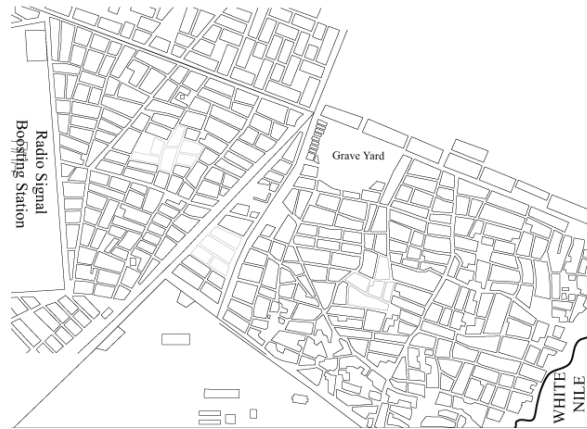 Radio Signal
Boosting Station
Grave Yard
WHITE
NILE